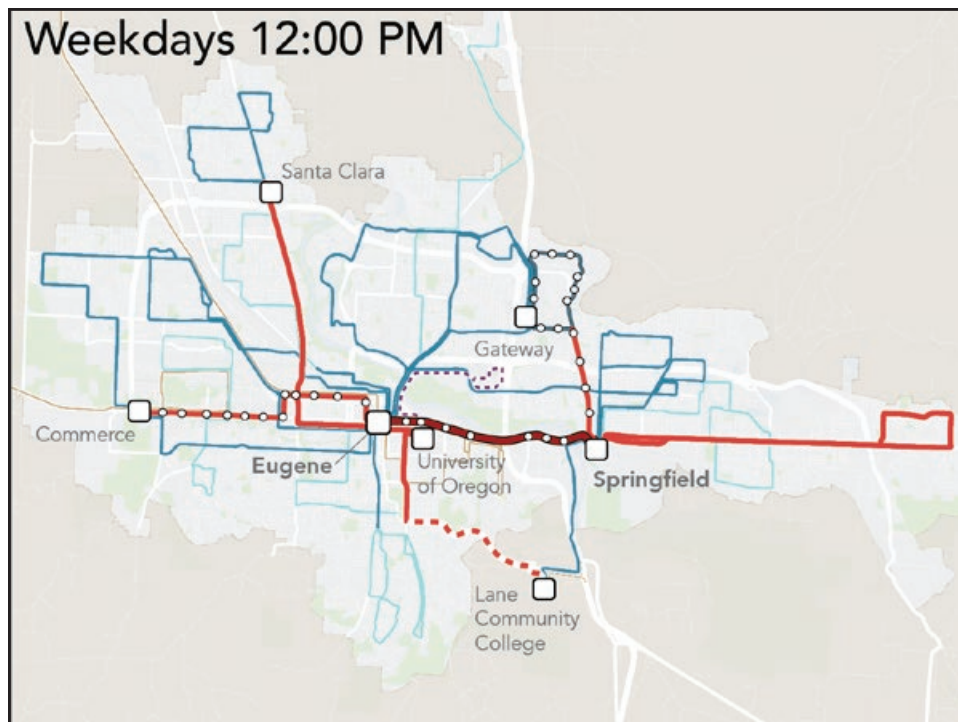 Weekdays 12:00 PM
Santa Clara
Gateway
Commerce
Eugene
University
of Oregon
Springfield
Lane
Community
College